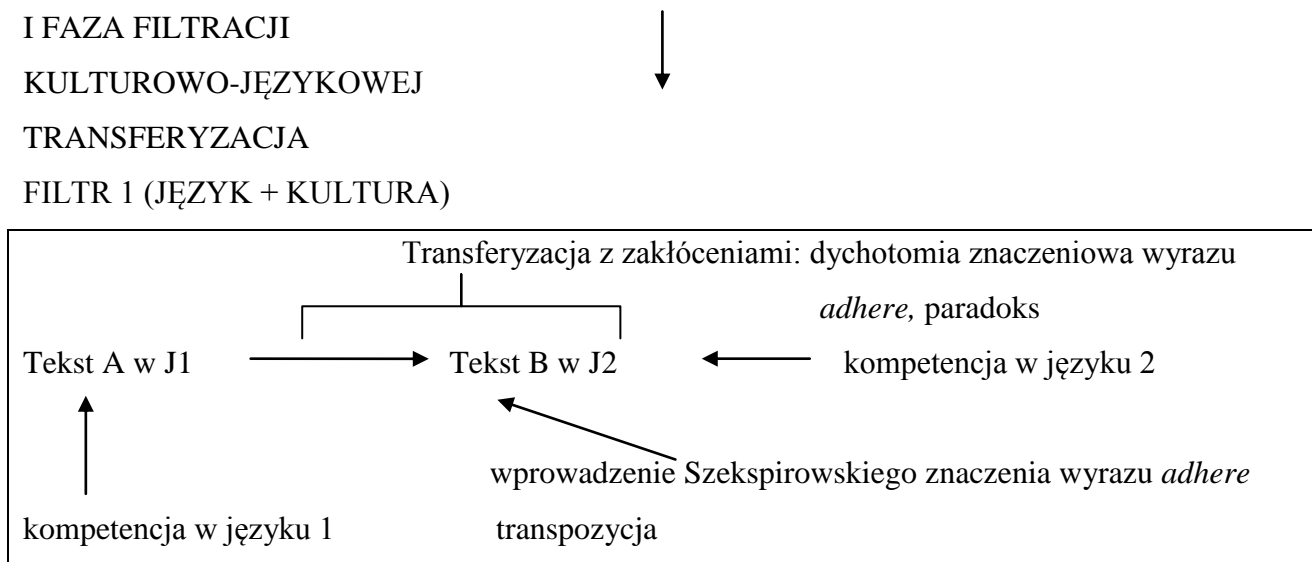 I FAZA FILTRACJI
KULTUROWO-JĘZYKOWEJ
TRANSFERYZACJA
FILTR 1 (JĘZYK + KULTURA)
Transferyzacja z zakłóceniami: dychotomia znaczeniowa wyrazu
adhere, paradoks
Tekst A w J1 Tekst B w J2 kompetencja w języku 2
wprowadzenie Szekspirowskiego znaczenia wyrazu adhere
kompetencja w języku 1 transpozycja